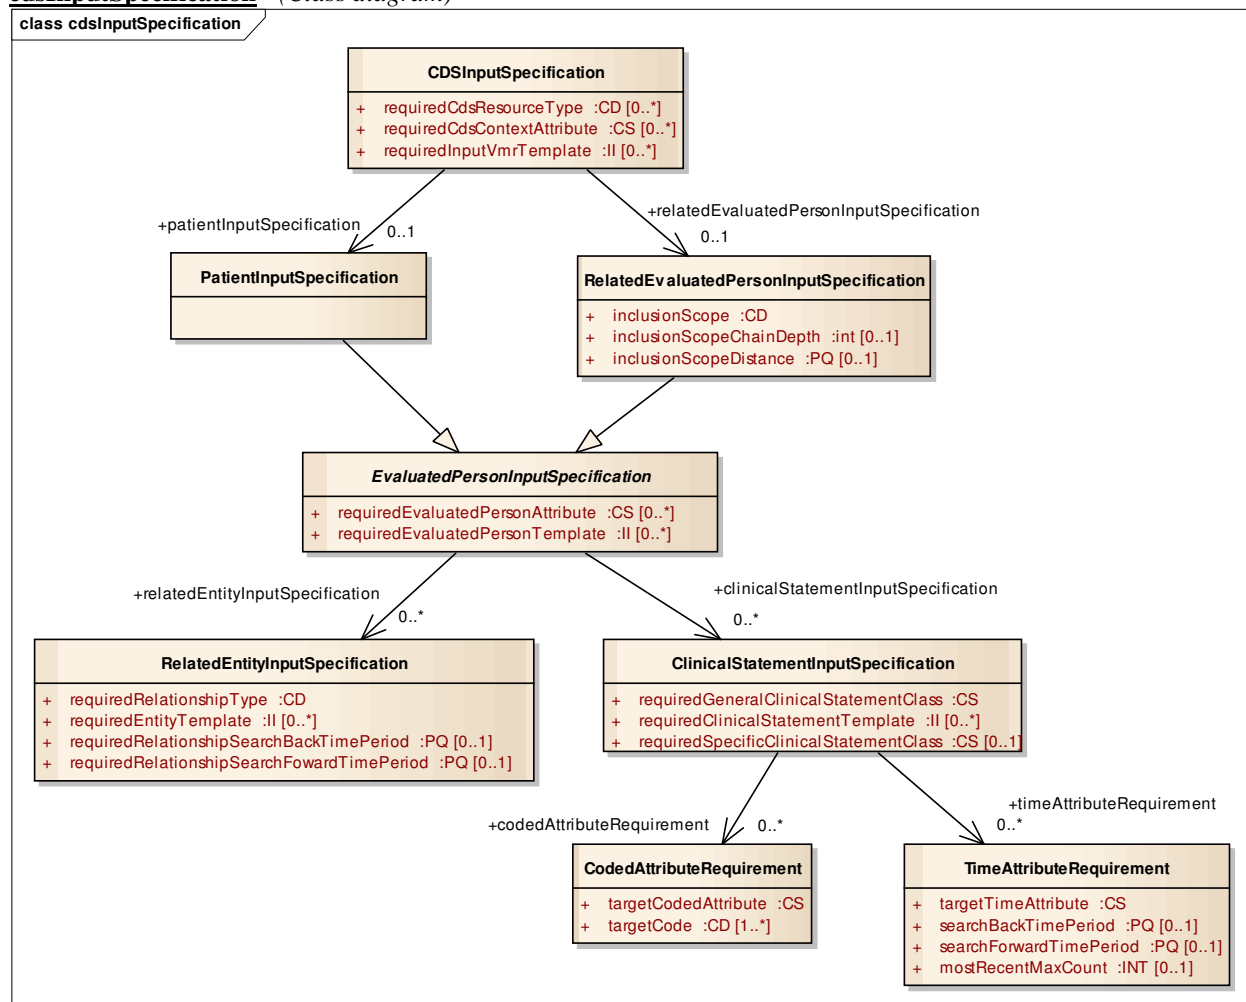 cdsInputSpecification (Class diagram)
class cdsInputSpecification
CDSInputSpecification
+ requiredCdsResourceType :CD [0..*]
+ requiredCdsContextAttribute :CS [0..*]
+ requiredInputVmrTemplate :II [0..*]
+patientInputSpecification
0..1
+relatedEvaluatedPersonInputSpecification
0..1
PatientInputSpecification
RelatedEvaluatedPersonInputSpecification
+ inclusionScope :CD
+ inclusionScopeChainDepth :int [0..1]
+ inclusionScopeDistance :PQ [0..1]
EvaluatedPersonInputSpecification
+ requiredEvaluatedPersonAttribute :CS [0..*]
+ requiredEvaluatedPersonTemplate :II [0..*]
+relatedEntityInputSpecification
0..*
+clinicalStatementInputSpecification
0..*
RelatedEntityInputSpecification
+ requiredRelationshipType :CD
+ requiredEntityTemplate :II [0..*]
+ requiredRelationshipSearchBackTimePeriod :PQ [0..1]
+ requiredRelationshipSearchFowardTimePeriod :PQ [0..1]
ClinicalStatementInputSpecification
+ requiredGeneralClinicalStatementClass :CS
+ requiredClinicalStatementTemplate :II [0..*]
+ requiredSpecificClinicalStatementClass :CS [0..1]
+codedAttributeRequirement
0..*
+timeAttributeRequirement
0..*
CodedAttributeRequirement
+ targetCodedAttribute :CS
+ targetCode :CD [1..*]
TimeAttributeRequirement
+ targetTimeAttribute :CS
+ searchBackTimePeriod :PQ [0..1]
+ searchForwardTimePeriod :PQ [0..1]
+ mostRecentMaxCount :INT [0..1]